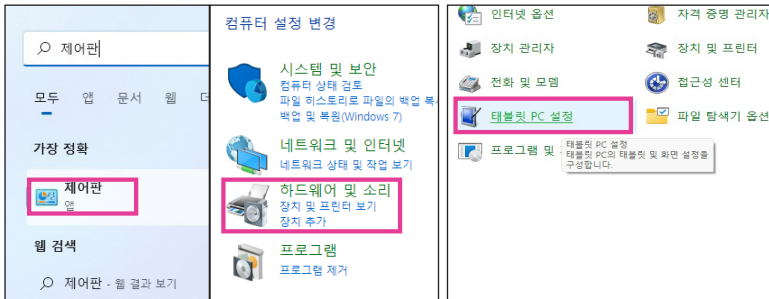 제어판
모두 앱 문서 웹
가장 정확
제어판
앱
웹 검색
제어판 - 웹 결과 보기
컴퓨터 설정 변경
시스템 및 보안
컴퓨터 상태 검토
파일 히스토리로 파일의 백업 복
백업 및 복원(Windows 7)
네트워크 및 인터넷
네트워크 상태 및 작업 보기
하드웨어 및 소리
장치 및 프린터 보기
장치 추가
프로그램
프로그램 제거
인터넷 옵션 자격 증명 관리자
장치 관리자 장치 및 프린터
전화 및 모뎀 접근성 센터
태블릿 PC 설정 파일 탐색기 옵션
프로그램 및
태블릿 PC 설정
태블릿 PC의 태블릿 및 화면 설정을
구성합니다.